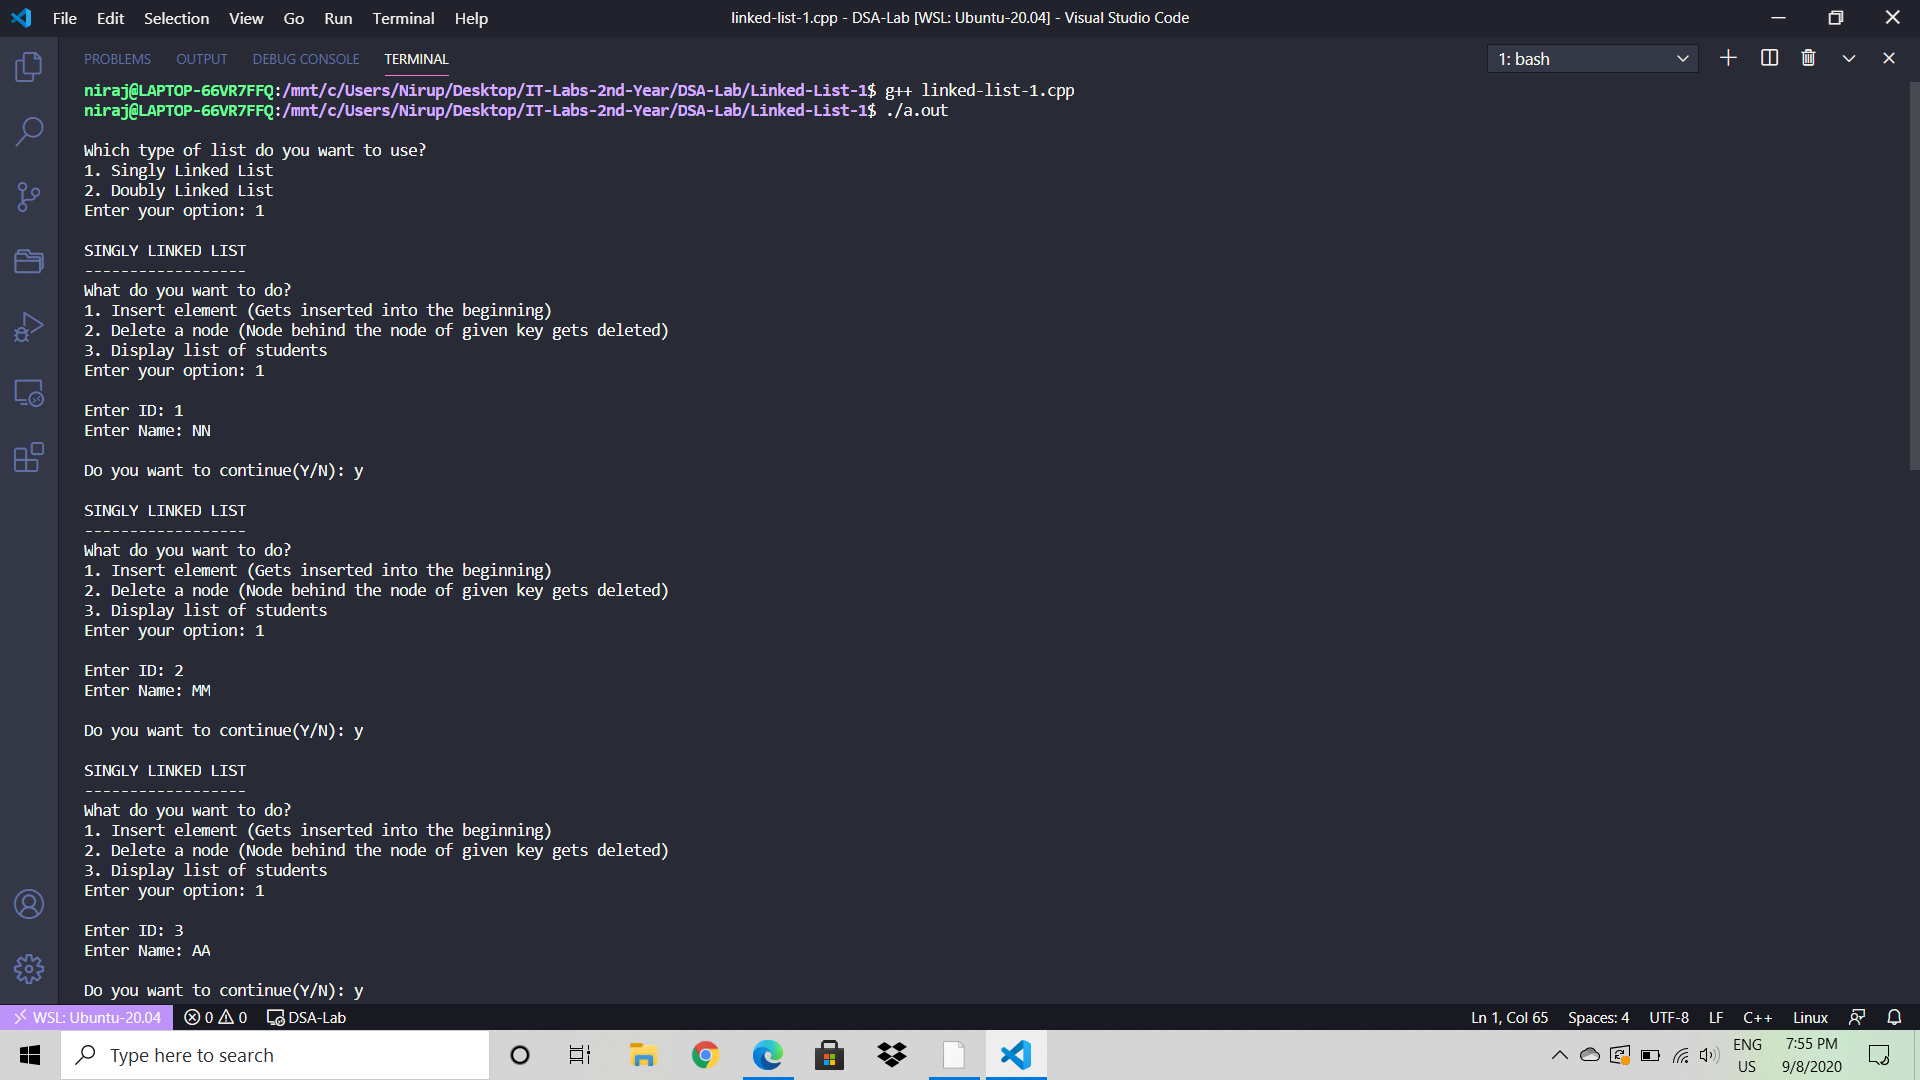 File Edit Selection View Go Run Terminal Help linked-list-1.cpp - DSA-Lab [WSL: Ubuntu-20.04] - Visual Studio Code
PROBLEMS OUTPUT DEBUG CONSOLE TERMINAL 1: bash
niraj@LAPTOP-66VR7FFQ:/mnt/c/Users/Nirup/Desktop/IT-Labs-2nd-Year/DSA-Lab/Linked-List-1$ g++ linked-list-1.cpp
niraj@LAPTOP-66VR7FFQ:/mnt/c/Users/Nirup/Desktop/IT-Labs-2nd-Year/DSA-Lab/Linked-List-1$ ./a.out
Which type of list do you want to use?
1. Singly Linked List
2. Doubly Linked List
Enter your option: 1
SINGLY LINKED LIST
------------------
What do you want to do?
1. Insert element (Gets inserted into the beginning)
2. Delete a node (Node behind the node of given key gets deleted)
3. Display list of students
Enter your option: 1
Enter ID: 1
Enter Name: NN
Do you want to continue(Y/N): y
SINGLY LINKED LIST
------------------
What do you want to do?
1. Insert element (Gets inserted into the beginning)
2. Delete a node (Node behind the node of given key gets deleted)
3. Display list of students
Enter your option: 1
Enter ID: 2
Enter Name: MM
Do you want to continue(Y/N): y
SINGLY LINKED LIST
------------------
What do you want to do?
1. Insert element (Gets inserted into the beginning)
2. Delete a node (Node behind the node of given key gets deleted)
3. Display list of students
Enter your option: 1
Enter ID: 3
Enter Name: AA
Do you want to continue(Y/N): y
WSL: Ubuntu-20.04 0 0 DSA-Lab Ln 1, Col 65 Spaces: 4 UTF-8 LF C++ Linux
Type here to search ENG 7:55 PM
US 9/8/2020